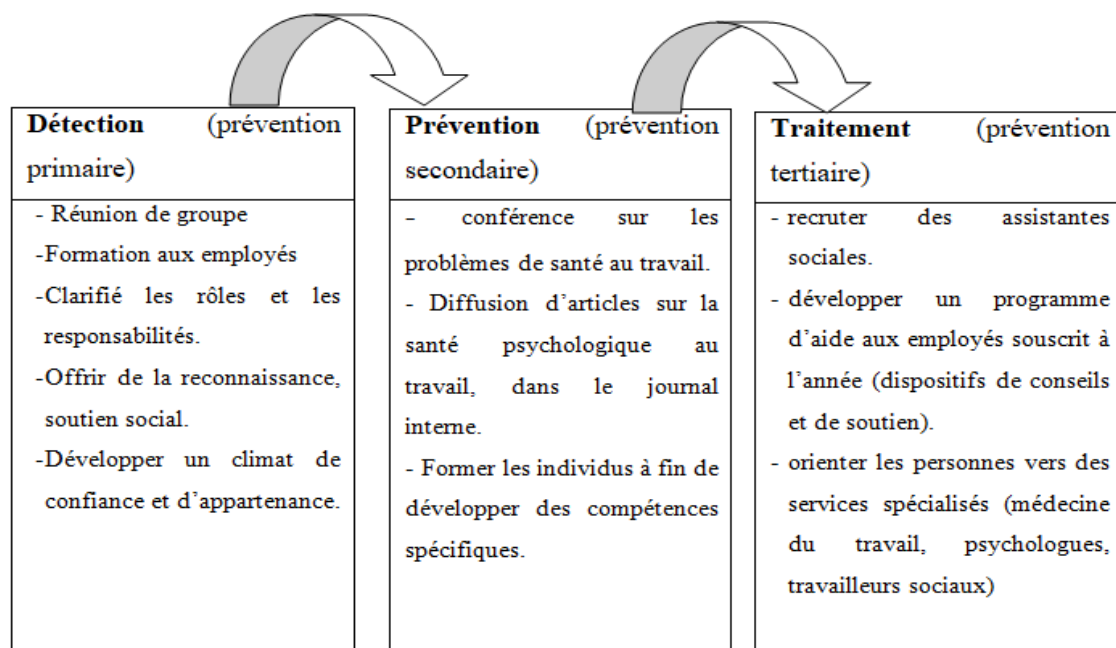 Détection (prévention
primaire)
- Réunion de groupe
-Formation aux employés
-Clarifié les rôles et les
responsabilités.
-Offrir de la reconnaissance,
soutien social.
-Développer un climat de
confiance et d'appartenance.
Prévention (prévention
secondaire)
- conférence sur les
problèmes de santé au travail.
- Diffusion d'articles sur la
santé psychologique au
travail, dans le journal
interne.
- Former les individus à fin de
développer des compétences
spécifiques.
Traitement (prévention
tertiaire)
- recruter des assistantes
sociales.
- développer un programme
d'aide aux employés souscrit à
l'année (dispositifs de conseils
et de soutien).
- orienter les personnes vers des
services spécialisés (médecine
du travail, psychologues,
travailleurs sociaux)